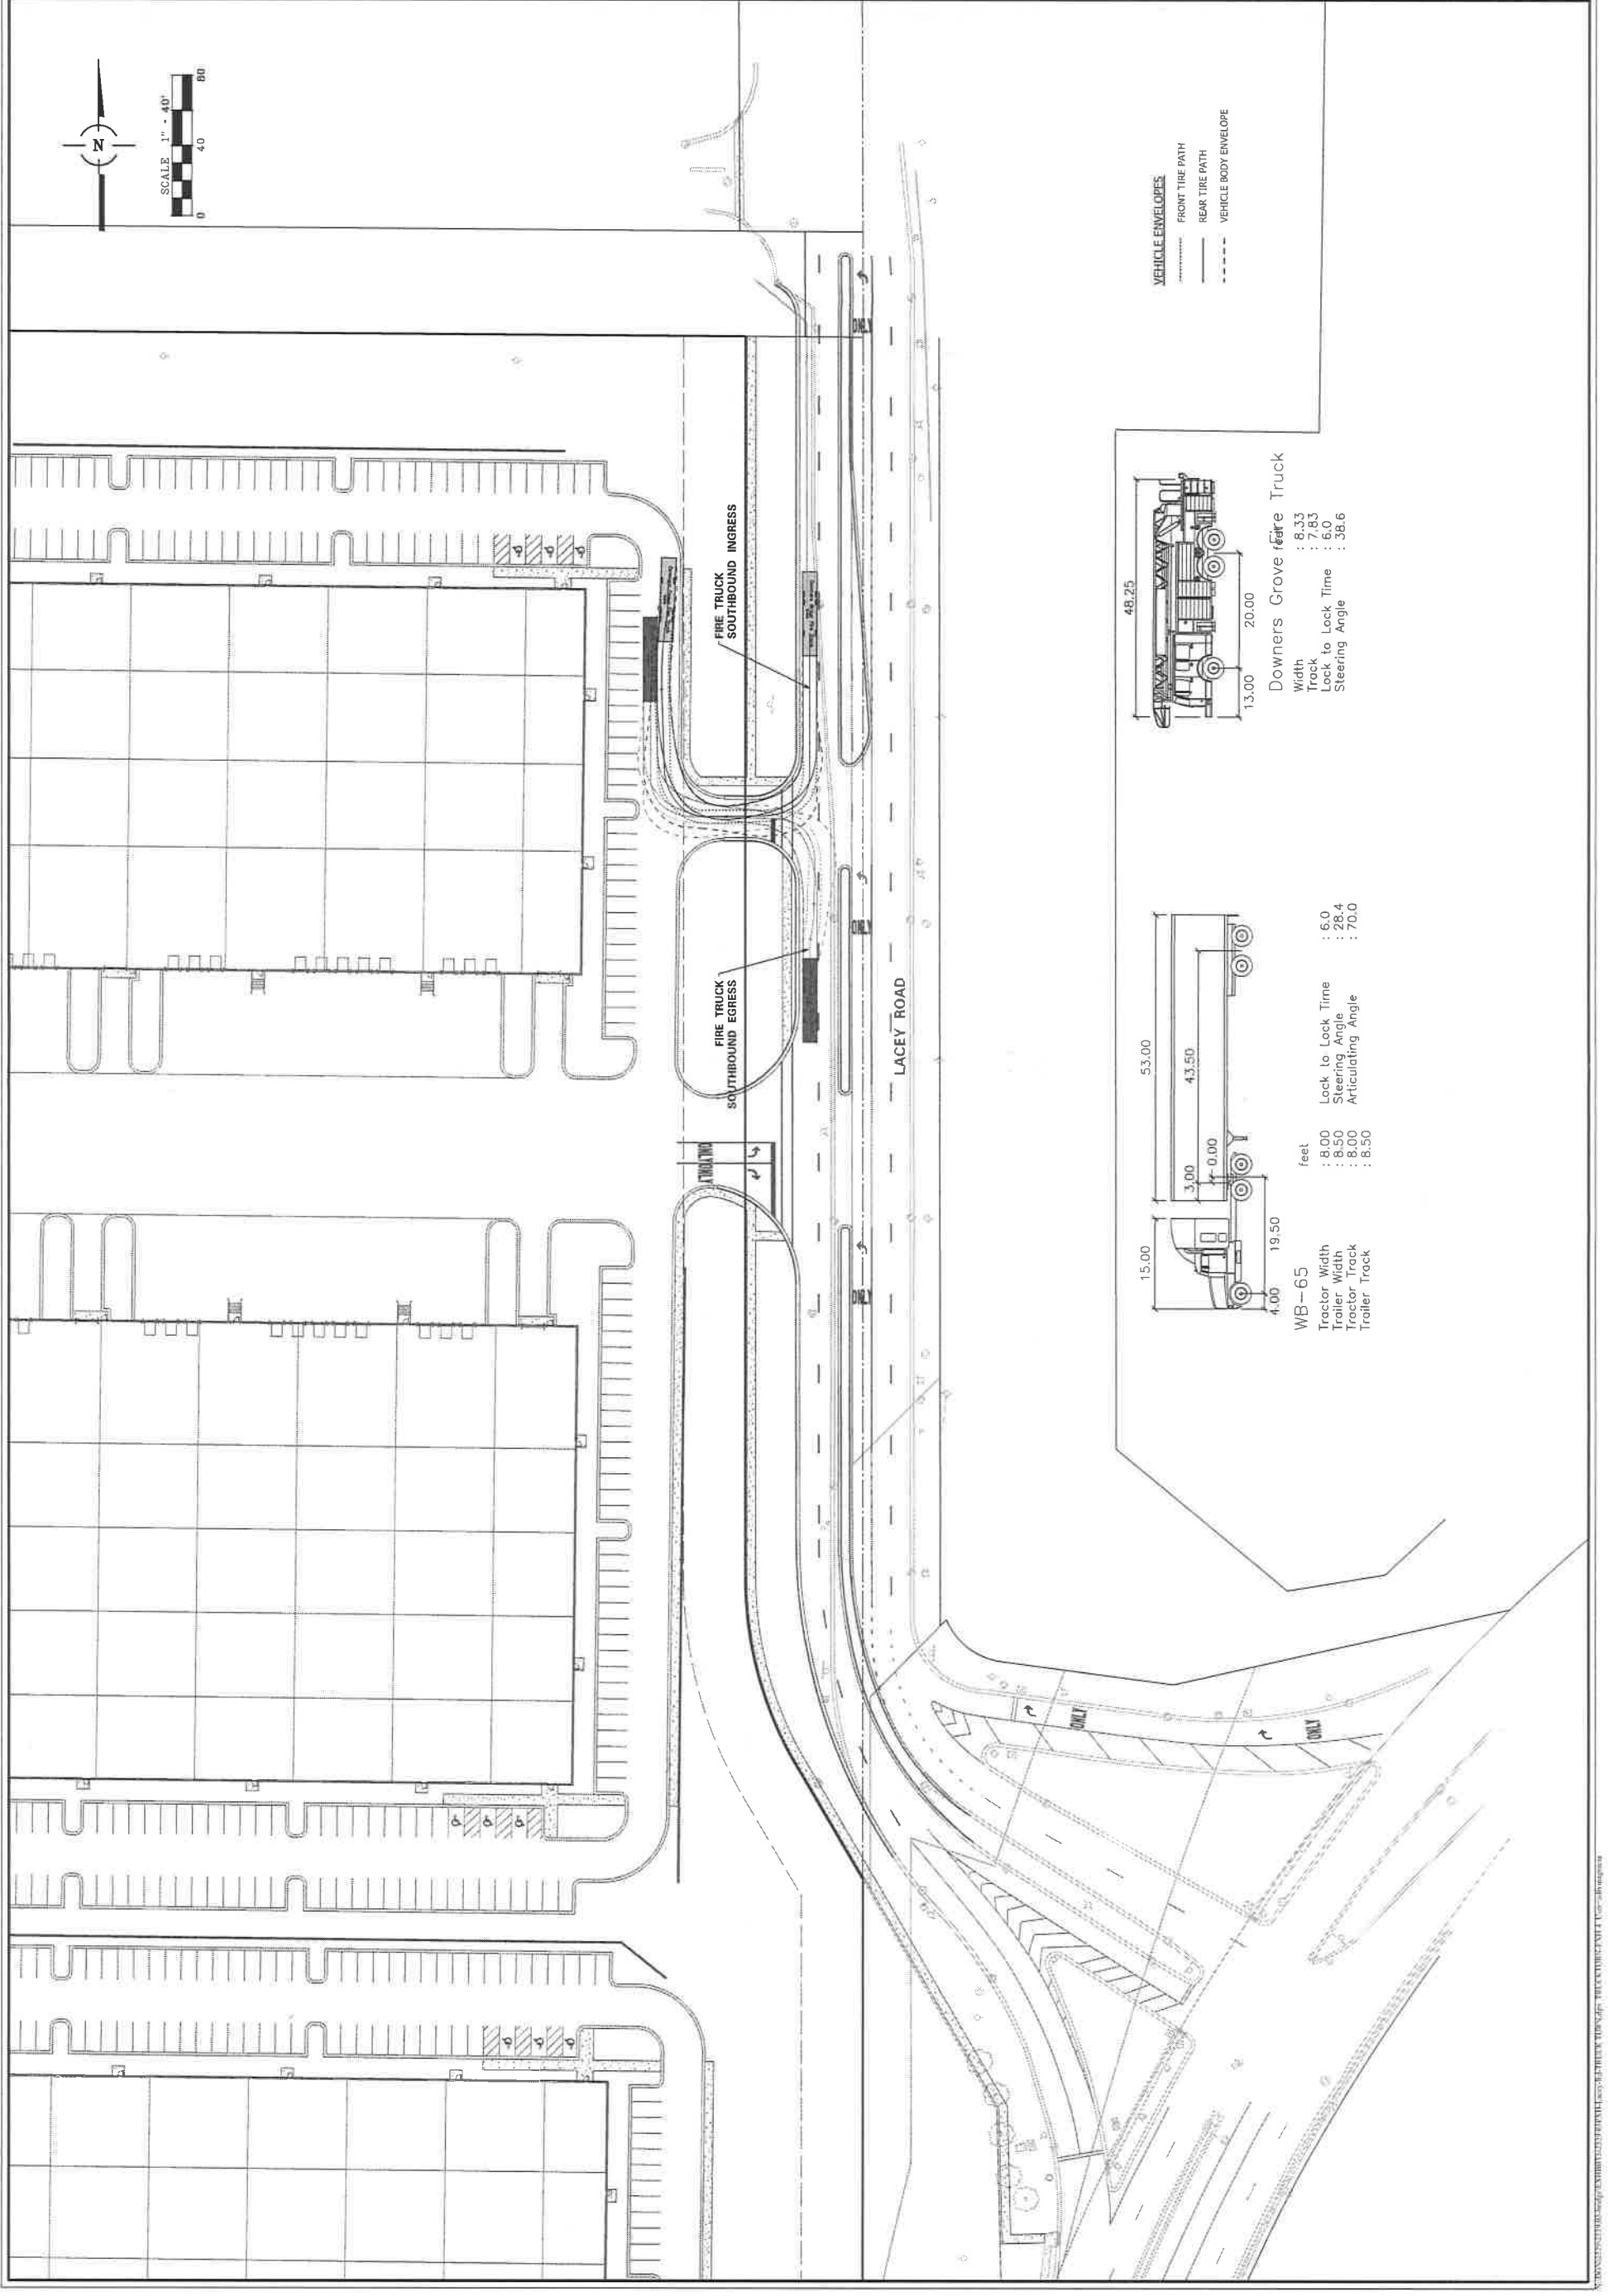 N
SCALE 1" - 40'
0
40
80
VEHICLE ENVELOPES
FRONT TIRE PATH
REAR TIRE PATH
VEHICLE BODY ENVELOPE
FIRE TRUCK
SOUTHBOUND INGRESS
FIRE TRUCK
SOUTHBOUND EGRESS
LACEY ROAD
ONLY
ONLY
ONLY
ONLY ONLY
ONLY
ONLY
48.25
13.00
20.00
Downers Grove Fire Truck
feet
Width : 8.33
Track : 7.83
Lock to Lock Time : 6.0
Steering Angle : 38.6
53.00
15.00
43.50
3.00
0.00
4.00
19.50
WB-65
feet
Tractor Width : 8.00
Trailer Width : 8.50
Tractor Track : 8.00
Trailer Track : 8.50
Lock to Lock Time : 6.0
Steering Angle : 28.4
Articulating Angle : 70.0